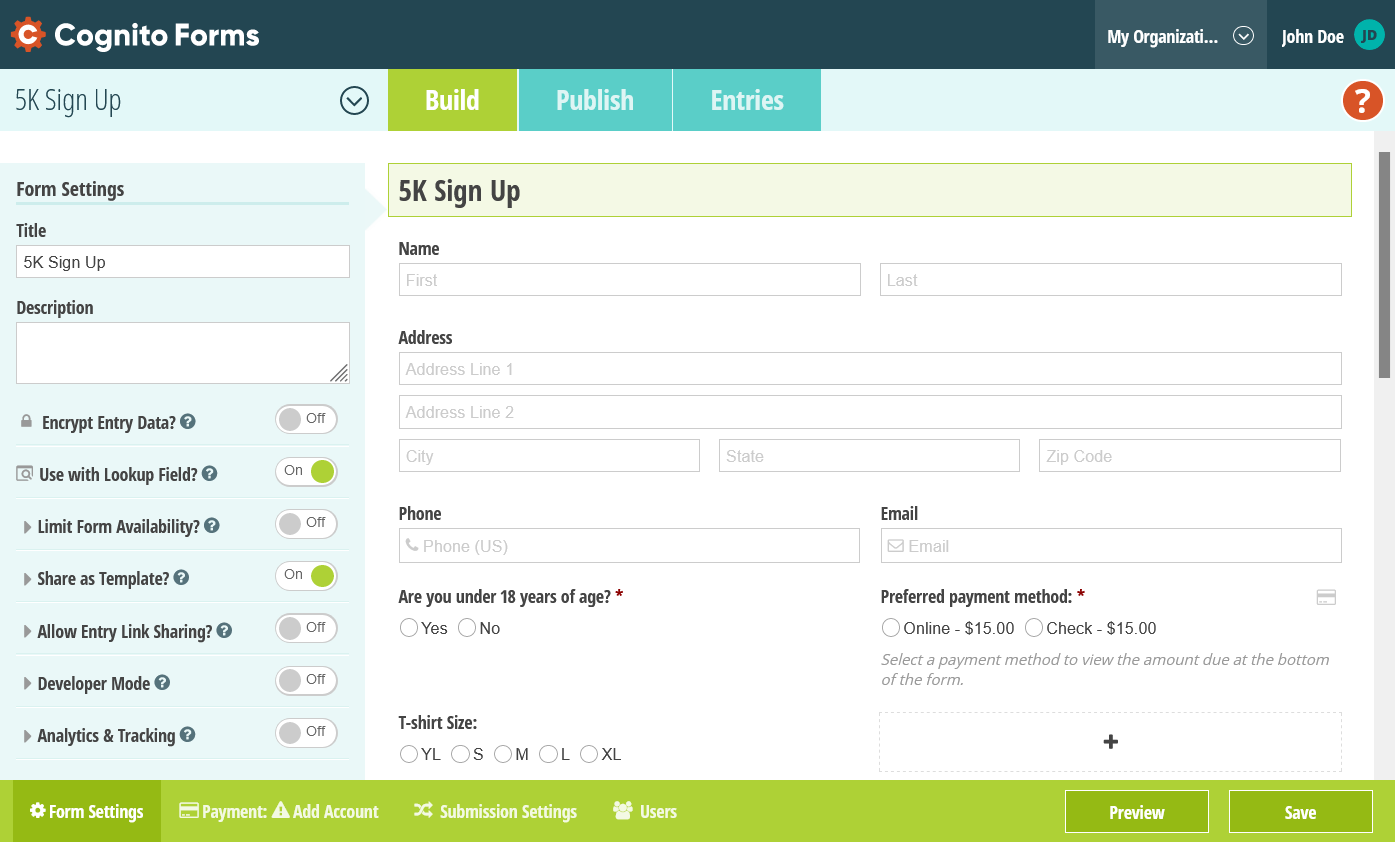 Cognito Forms
My Organizati...
John Doe
JD
5K Sign Up
Build
Publish
Entries
?
Form Settings
Title
5K Sign Up
Description
Encrypt Entry Data? ?
Off
Use with Lookup Field? ?
On
Limit Form Availability? ?
Off
Share as Template? ?
On
Allow Entry Link Sharing? ?
Off
Developer Mode ?
Off
Analytics & Tracking ?
Off
5K Sign Up
Name
First
Last
Address
Address Line 1
Address Line 2
City
State
Zip Code
Phone
Email
Phone (US)
Email
Are you under 18 years of age? *
Yes No
Preferred payment method: *
Online - $15.00 Check - $15.00
Select a payment method to view the amount due at the bottom
of the form.
T-shirt Size:
YL S M L XL
+
Form Settings
Payment: Add Account
Submission Settings
Users
Preview
Save